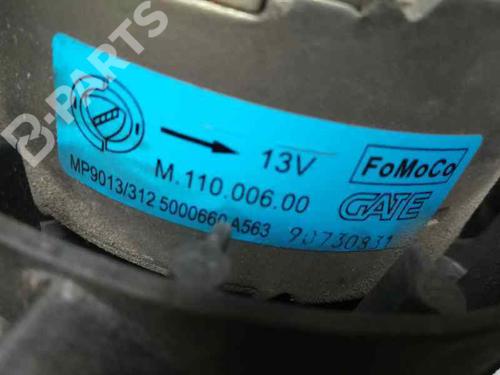 B-PARTS
13V
FoMoCo
M.110.006.00
GATE
MP9013/312 5000660 A563